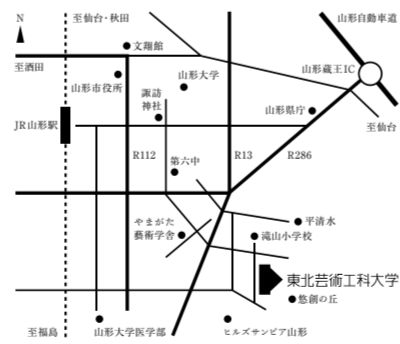 N
至仙台・秋田
山形自動車道
文翔館
至酒田
山形蔵王IC
山形市役所
山形大学
諏訪
神社
山形県庁
JR山形駅
至仙台
R112
R13
R286
第六中
やまがた
藝術学舎
平清水
滝山小学校
東北芸術工科大学
悠創の丘
至福島
山形大学医学部
ヒルズサンピア山形